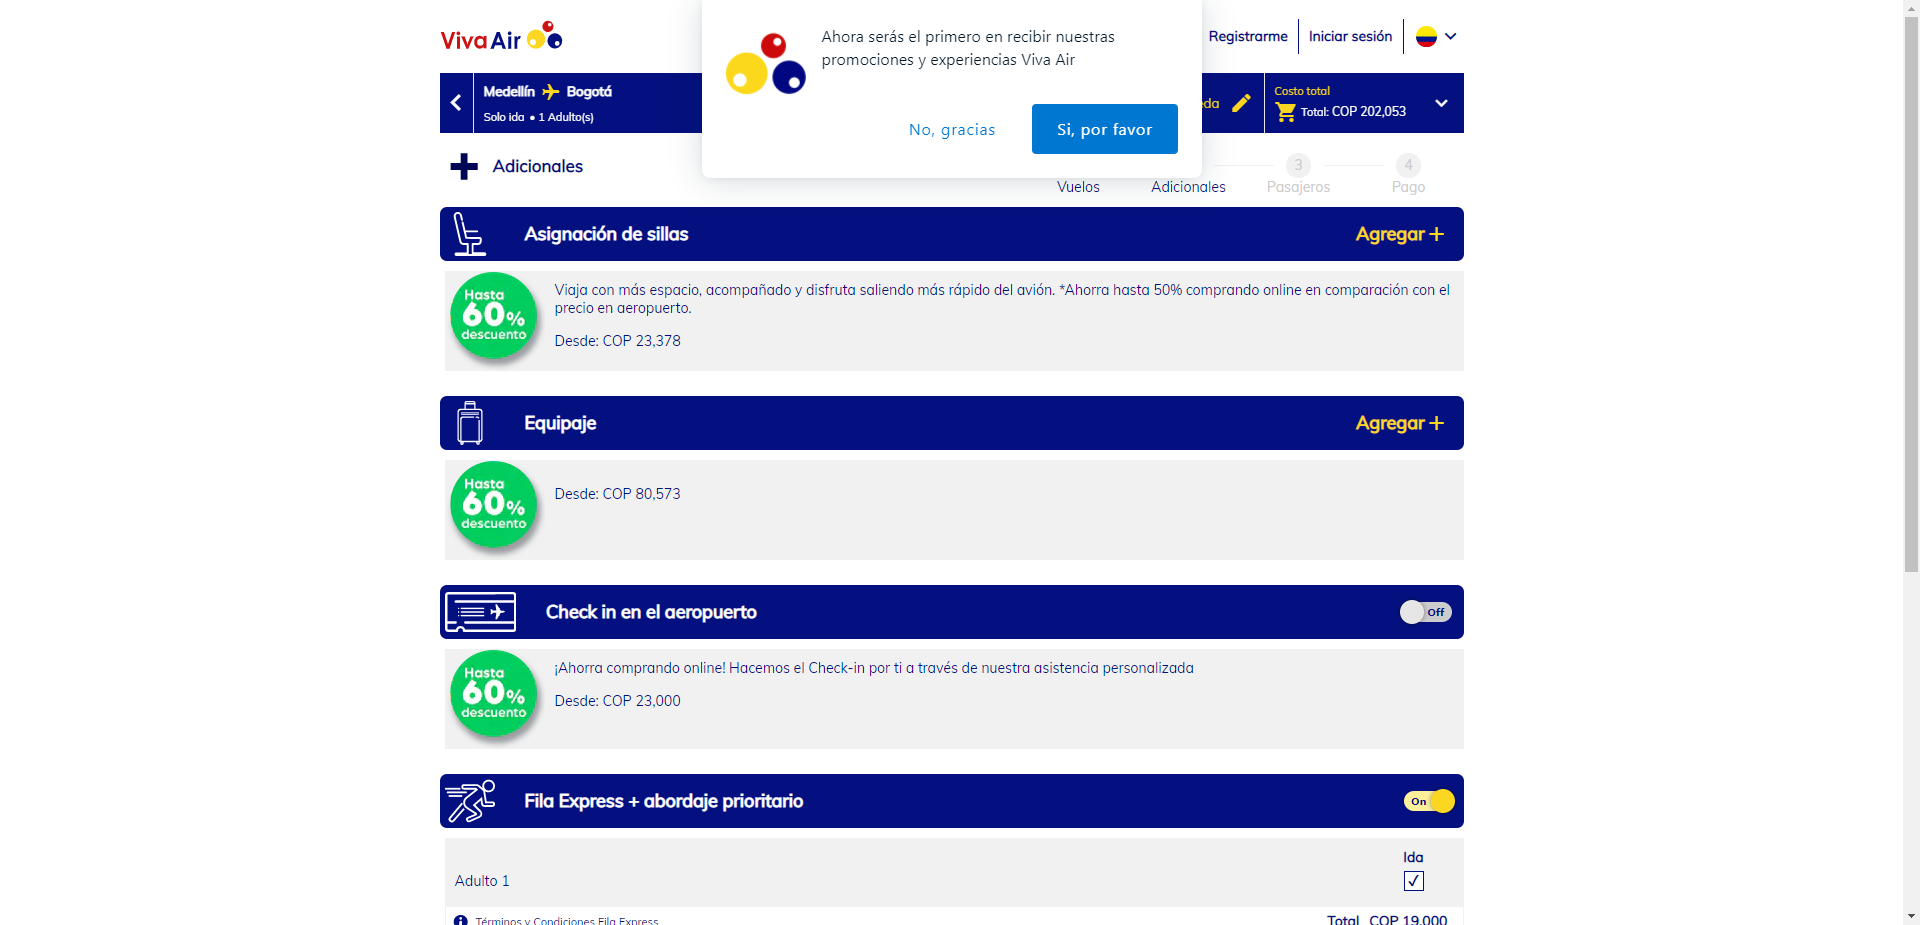 Viva Air
Ahora serás el primero en recibir nuestras
promociones y experiencias Viva Air
No, gracias
Si, por favor
Registrarme
Iniciar sesión
Medellín Bogotá
Solo ida • 1 Adulto(s)
eda
Costo total
Total: COP 202,053
Adicionales
3
4
Vuelos
Adicionales
Pasajeros
Pago
Asignación de sillas
Agregar +
Hasta
60%
descuento
Viaja con más espacio, acompañado y disfruta saliendo más rápido del avión. *Ahorra hasta 50% comprando online en comparación con el
precio en aeropuerto.
Desde: COP 23,378
Equipaje
Agregar +
Hasta
60%
descuento
Desde: COP 80,573
Check in en el aeropuerto
Off
Hasta
60%
descuento
¡Ahorra comprando online! Hacemos el Check-in por ti a través de nuestra asistencia personalizada
Desde: COP 23,000
Fila Express + abordaje prioritario
On
Ida
Adulto 1
Términos y Condiciones Fila Express
Total COP 19,000